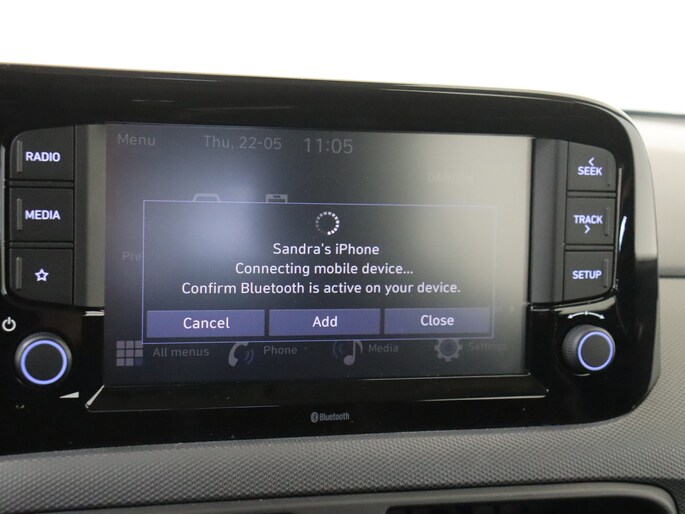 RADIO
MEDIA
Menu
Thu, 22-05
11:05
SEEK
TRACK
SETUP
Sandra's iPhone
Connecting mobile device...
Confirm Bluetooth is active on your device.
Cancel
Add
Close
All menus
Phone
Media
Settings
Bluetooth